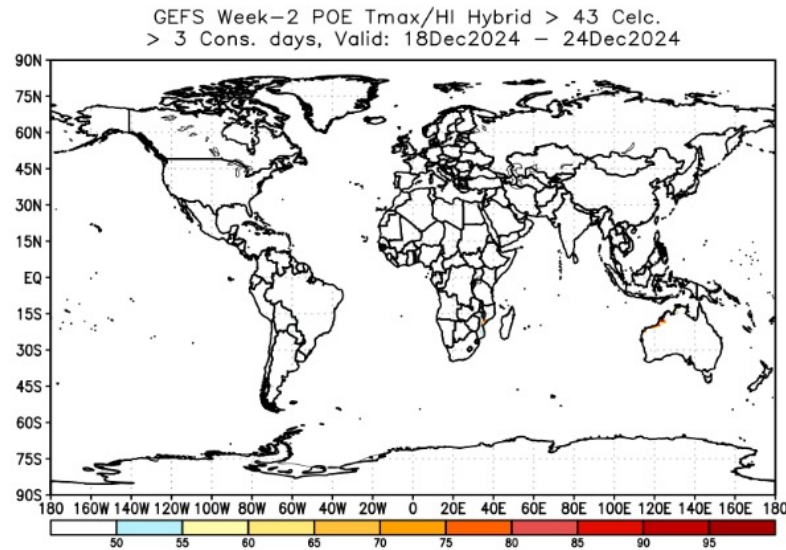 GEFS Week-2 POE Tmax/HI Hybrid > 43 Celc.
> 3 Cons. days, Valid: 18Dec2024 - 24Dec2024
90N
75N
60N
45N
30N
15N
EQ
15S
30S
45S
60S
75S
90S
180 160W 140W 120W 100W 80W 60W 40W 20W 0 20E 40E 60E 80E 100E 120E 140E 160E 180
50 55 60 65 70 75 80 85 90 95